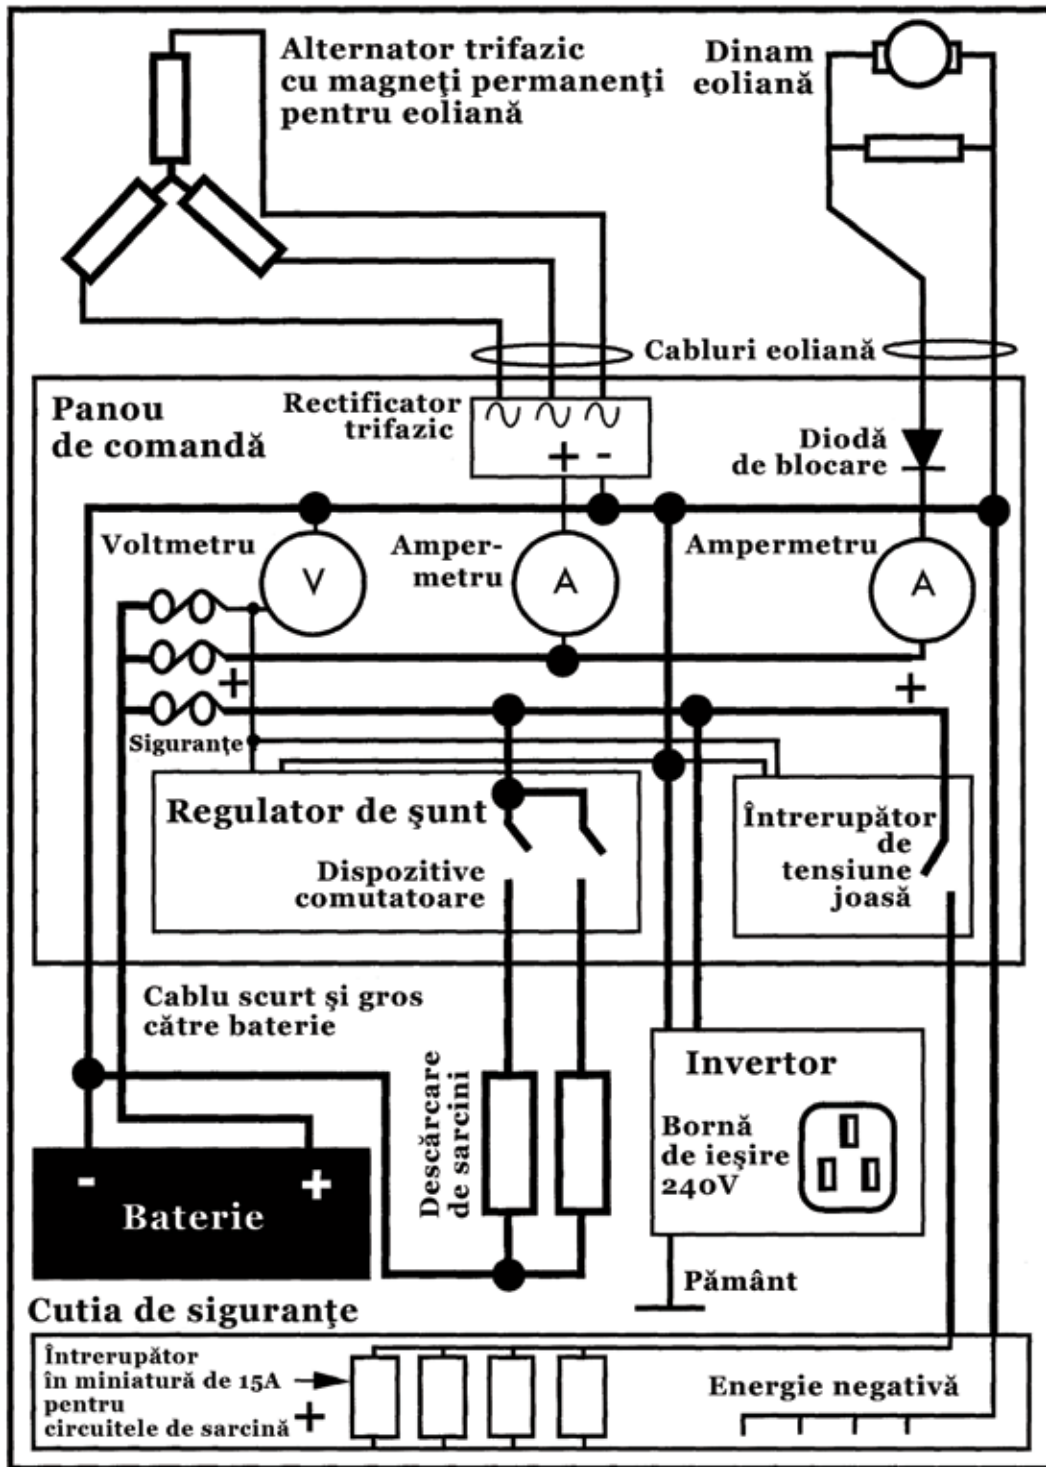 Alternator trifazic
cu magneţi permanenţi
pentru eoliană
Dinam
eoliană
Cabluri eoliană
Panou
de comandă
Rectificator
trifazic
+ -
Diodă
de blocare
Voltmetru
V
Amper-
metru
A
Ampermetru
A
+
+
Siguranţe
Regulator de şunt
Dispozitive
comutatoare
Întrerupător
de
tensiune
joasă
Cablu scurt şi gros
către baterie
Descărcare
de sarcini
Invertor
Bornă
de ieşire
240V
- +
Baterie
Pământ
Cutia de siguranţe
Întrerupător
în miniatură de 15A
pentru
circuitele de sarcină +
Energie negativă